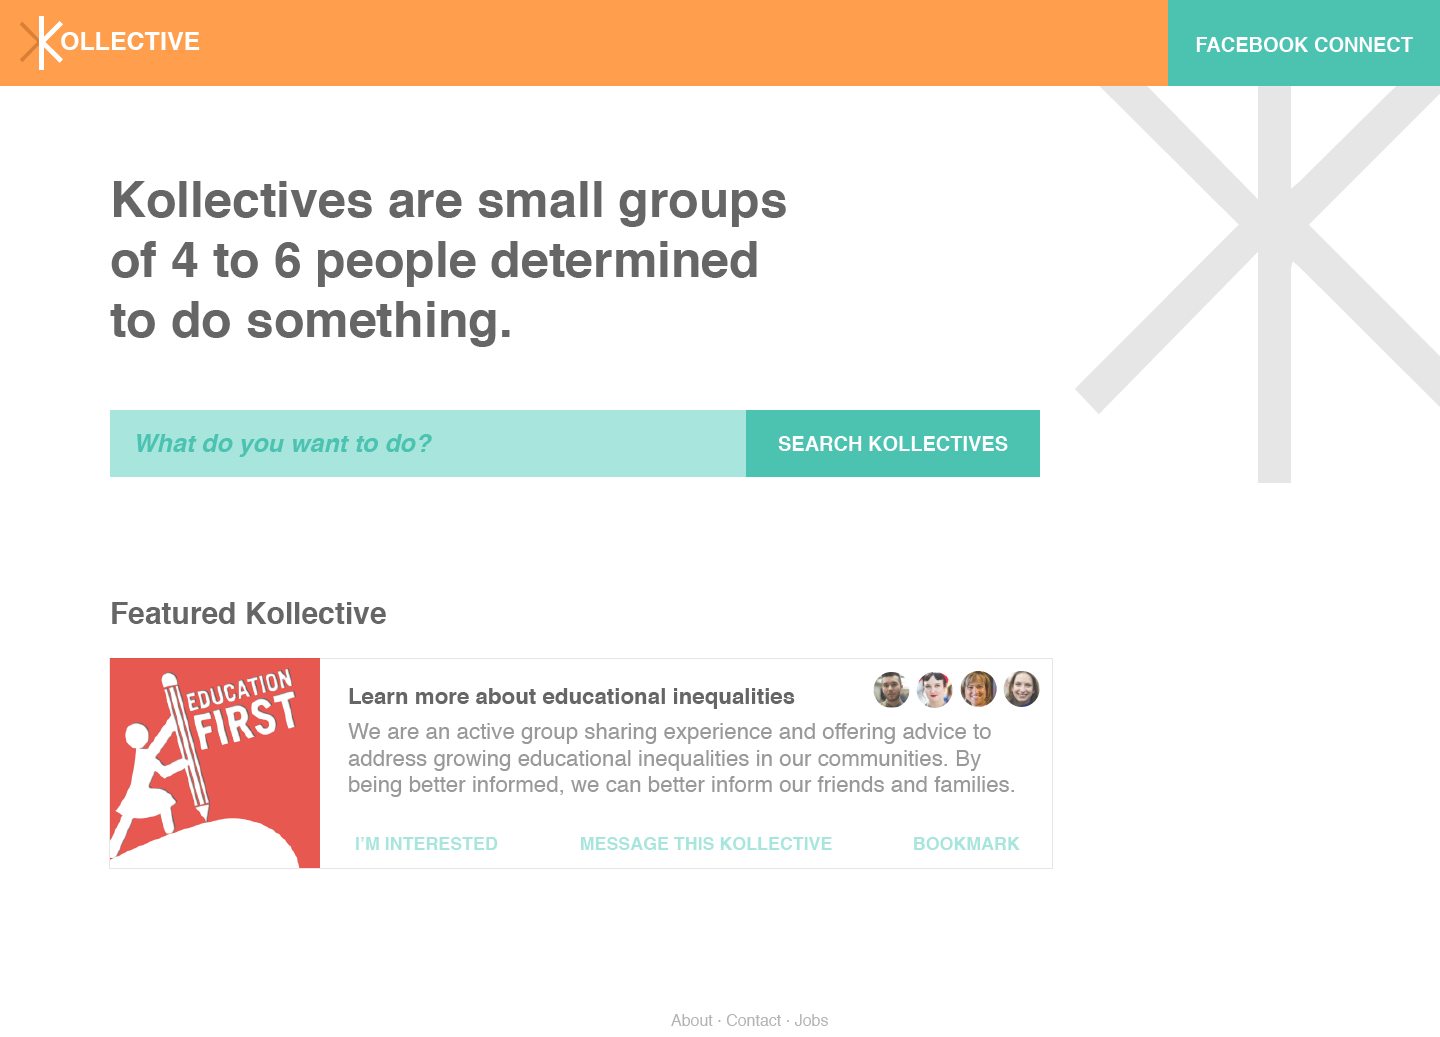 KOLLECTIVE
FACEBOOK CONNECT
Kollectives are small groups
of 4 to 6 people determined
to do something.
What do you want to do?
SEARCH KOLLECTIVES
Featured Kollective
EDUCATION
FIRST
Learn more about educational inequalities
We are an active group sharing experience and offering advice to
address growing educational inequalities in our communities. By
being better informed, we can better inform our friends and families.
I'M INTERESTED
MESSAGE THIS KOLLECTIVE
BOOKMARK
About · Contact · Jobs